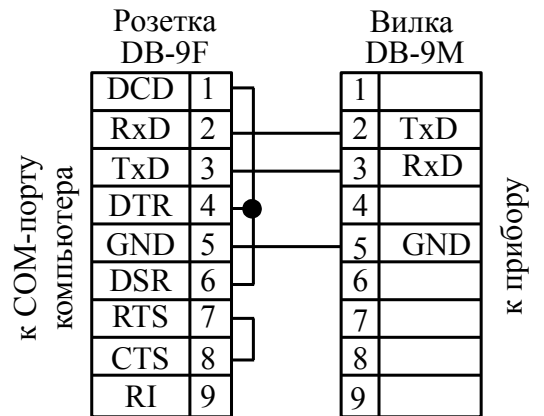 Розетка
DB-9F
Вилка
DB-9M
к COM-порту
компьютера
DCD 1
RxD 2
TxD 3
DTR 4
GND 5
DSR 6
RTS 7
CTS 8
RI 9
1
2 TxD
3 RxD
4
5 GND
6
7
8
9
к прибору